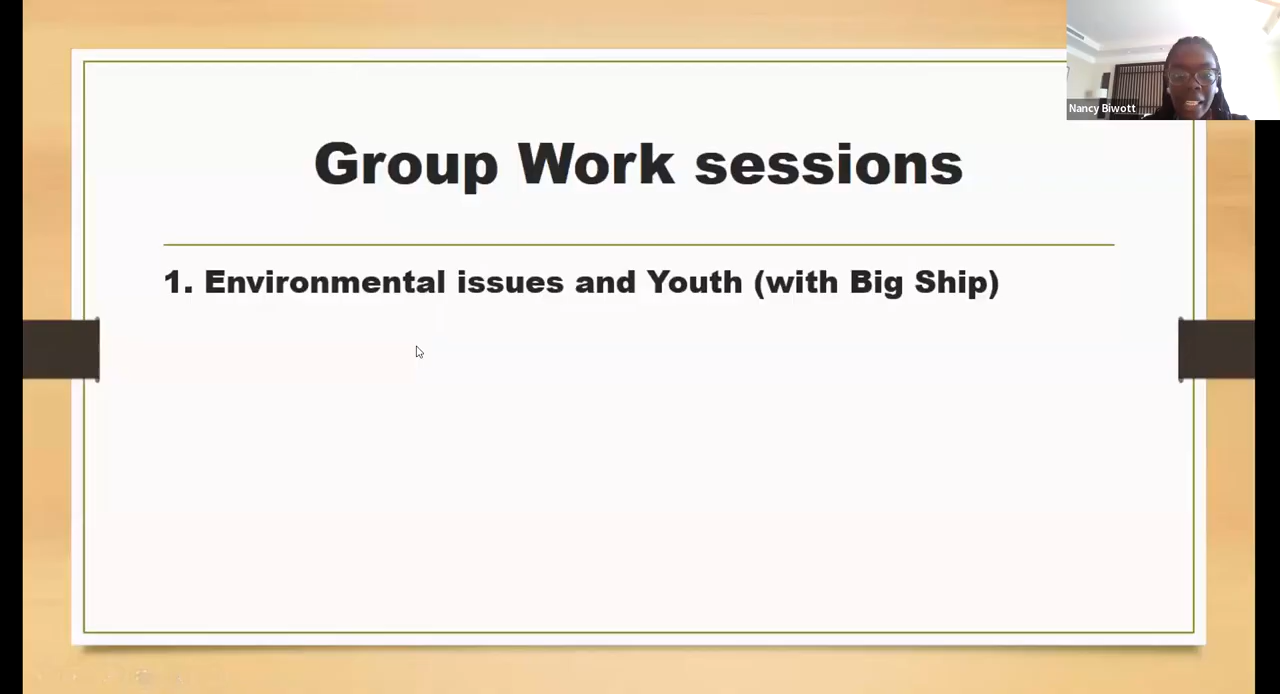 Nancy Biwott
Group Work sessions
1. Environmental issues and Youth (with Big Ship)